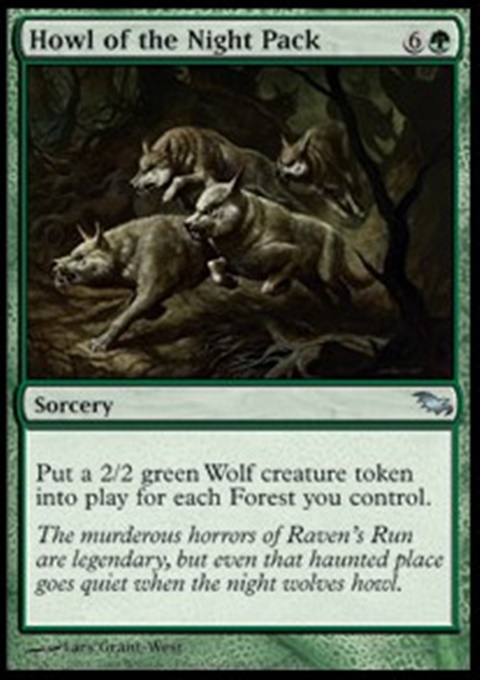 Howl of the Night Pack 6
Sorcery
Put a 2/2 green Wolf creature token
into play for each Forest you control.
The murderous horrors of Raven's Run
are legendary, but even that haunted place
goes quiet when the night wolves howl.
Lars Grant-West